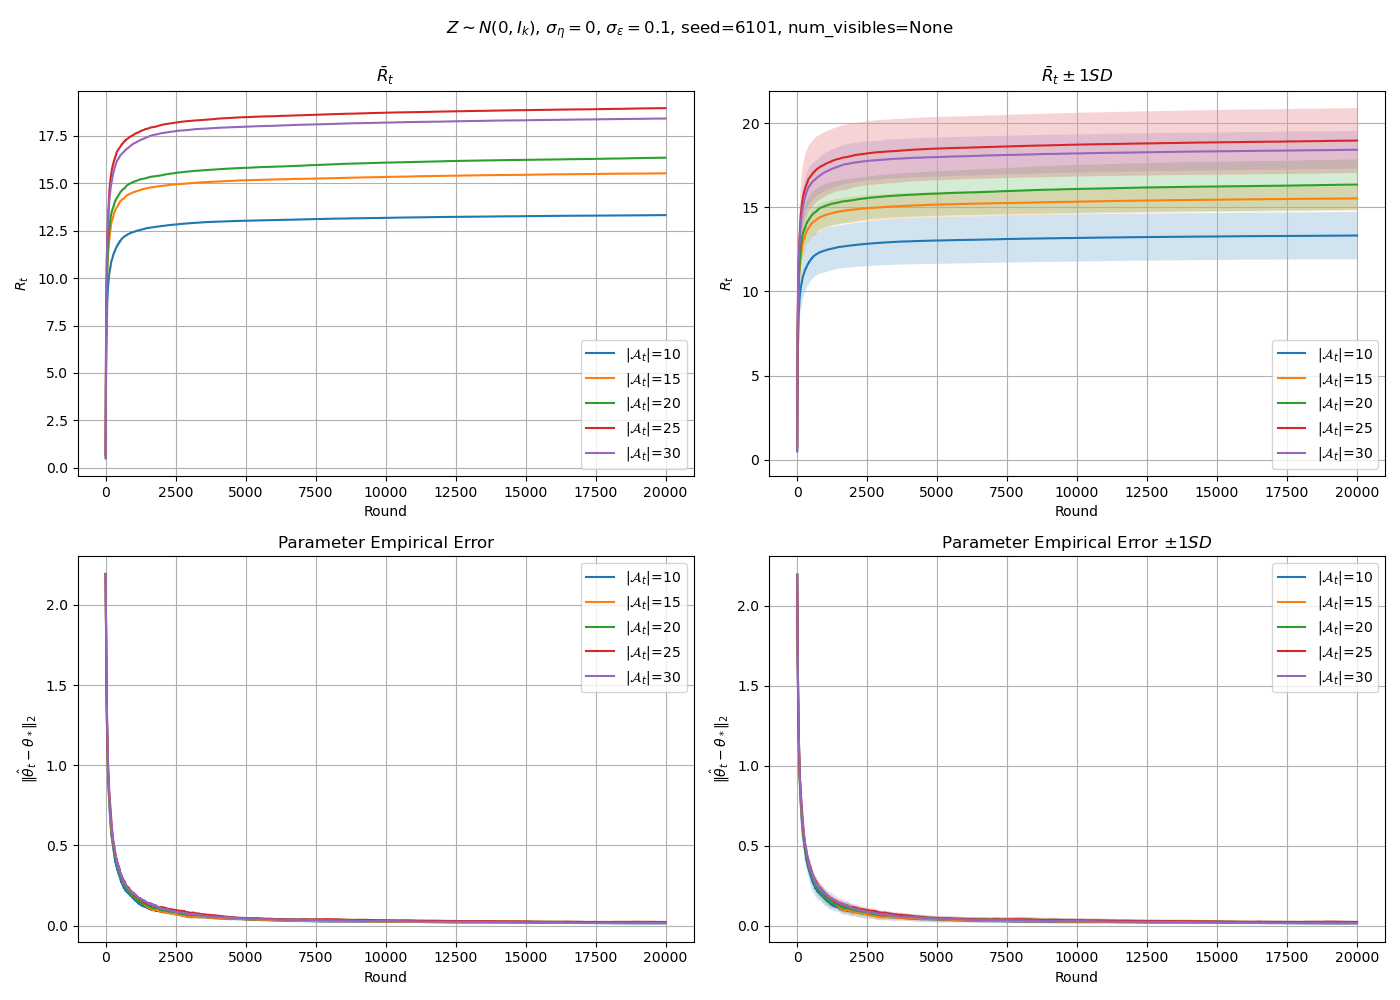 Z ∼ N(0, I_k), σ_η = 0, σ_ε = 0.1, seed=6101, num_visibles=None
R̄_t
R_t
17.5
15.0
12.5
10.0
7.5
5.0
2.5
0.0
|𝒜_t|=10
|𝒜_t|=15
|𝒜_t|=20
|𝒜_t|=25
|𝒜_t|=30
0 2500 5000 7500 10000 12500 15000 17500 20000
Round
R̄_t ± 1SD
R_t
20
15
10
5
0
|𝒜_t|=10
|𝒜_t|=15
|𝒜_t|=20
|𝒜_t|=25
|𝒜_t|=30
0 2500 5000 7500 10000 12500 15000 17500 20000
Round
Parameter Empirical Error
‖θ̂_t − θ_*‖_2
2.0
1.5
1.0
0.5
0.0
|𝒜_t|=10
|𝒜_t|=15
|𝒜_t|=20
|𝒜_t|=25
|𝒜_t|=30
0 2500 5000 7500 10000 12500 15000 17500 20000
Round
Parameter Empirical Error ±1SD
‖θ̂_t − θ_*‖_2
2.0
1.5
1.0
0.5
0.0
|𝒜_t|=10
|𝒜_t|=15
|𝒜_t|=20
|𝒜_t|=25
|𝒜_t|=30
0 2500 5000 7500 10000 12500 15000 17500 20000
Round